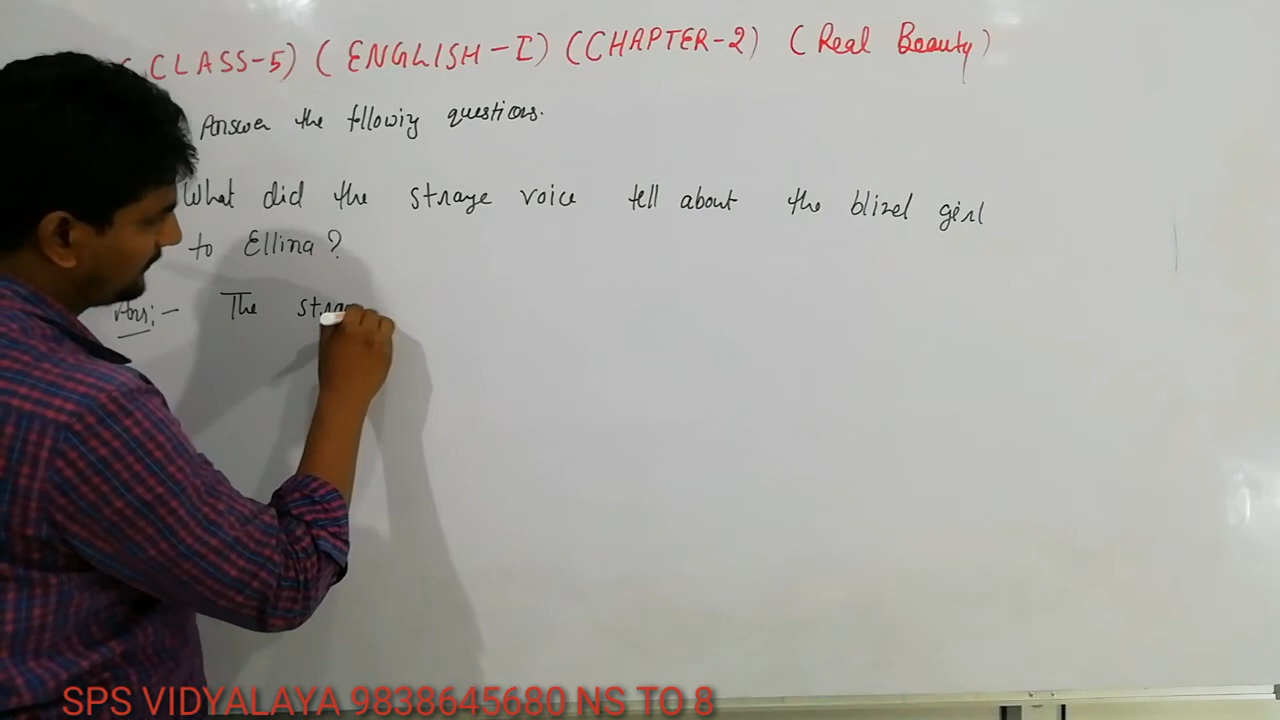 CLASS-5) (ENGLISH-I) (CHAPTER-2) (Real Beauty)
Answer the following questions.
What did the strange voice tell about the blind girl
to Ellina?
Ans:- The stran
SPS VIDYALAYA 9838645680 NS TO 8